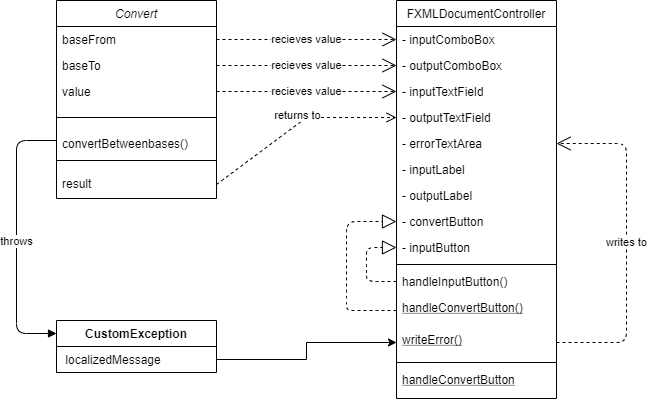 Convert
FXMLDocumentController
baseFrom
recieves value
- inputComboBox
baseTo
recieves value
- outputComboBox
value
recieves value
- inputTextField
returns to
- outputTextField
convertBetweenbases()
- errorTextArea
- inputLabel
result
- outputLabel
- convertButton
throws
- inputButton
writes to
handleInputButton()
handleConvertButton()
CustomException
writeError()
localizedMessage
handleConvertButton